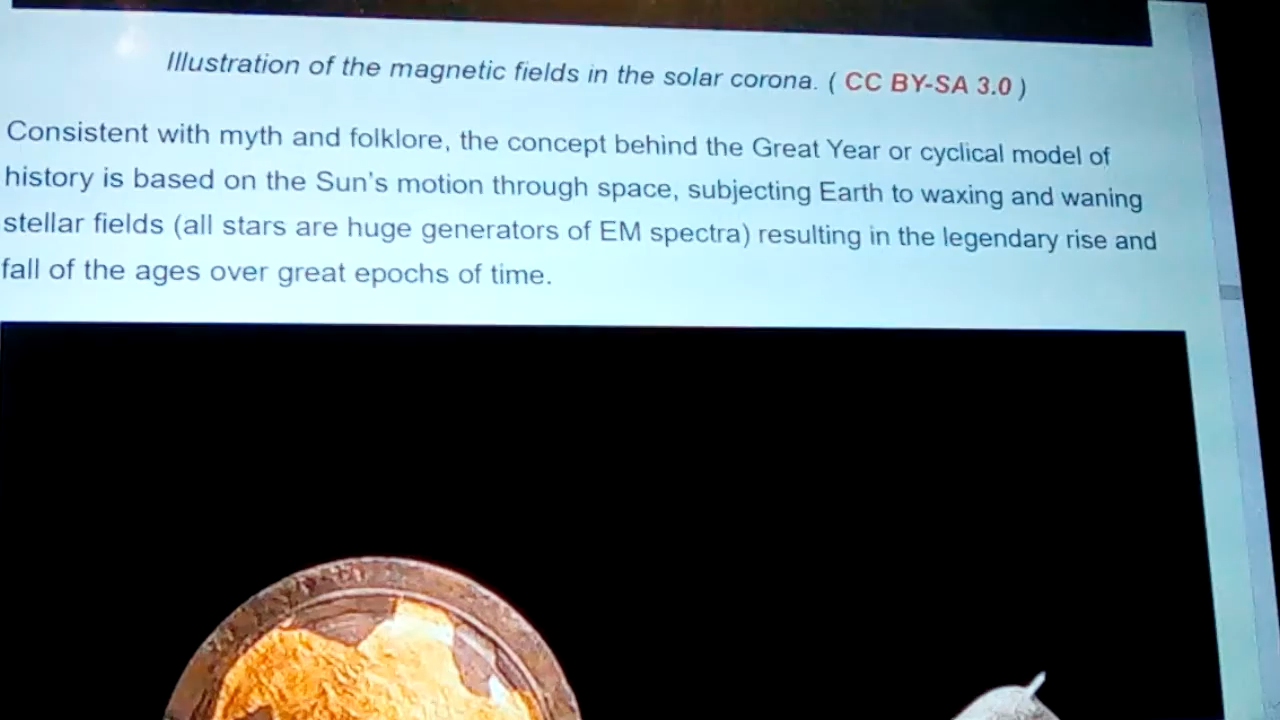 Illustration of the magnetic fields in the solar corona. ( CC BY-SA 3.0 )
Consistent with myth and folklore, the concept behind the Great Year or cyclical model of
history is based on the Sun's motion through space, subjecting Earth to waxing and waning
stellar fields (all stars are huge generators of EM spectra) resulting in the legendary rise and
fall of the ages over great epochs of time.